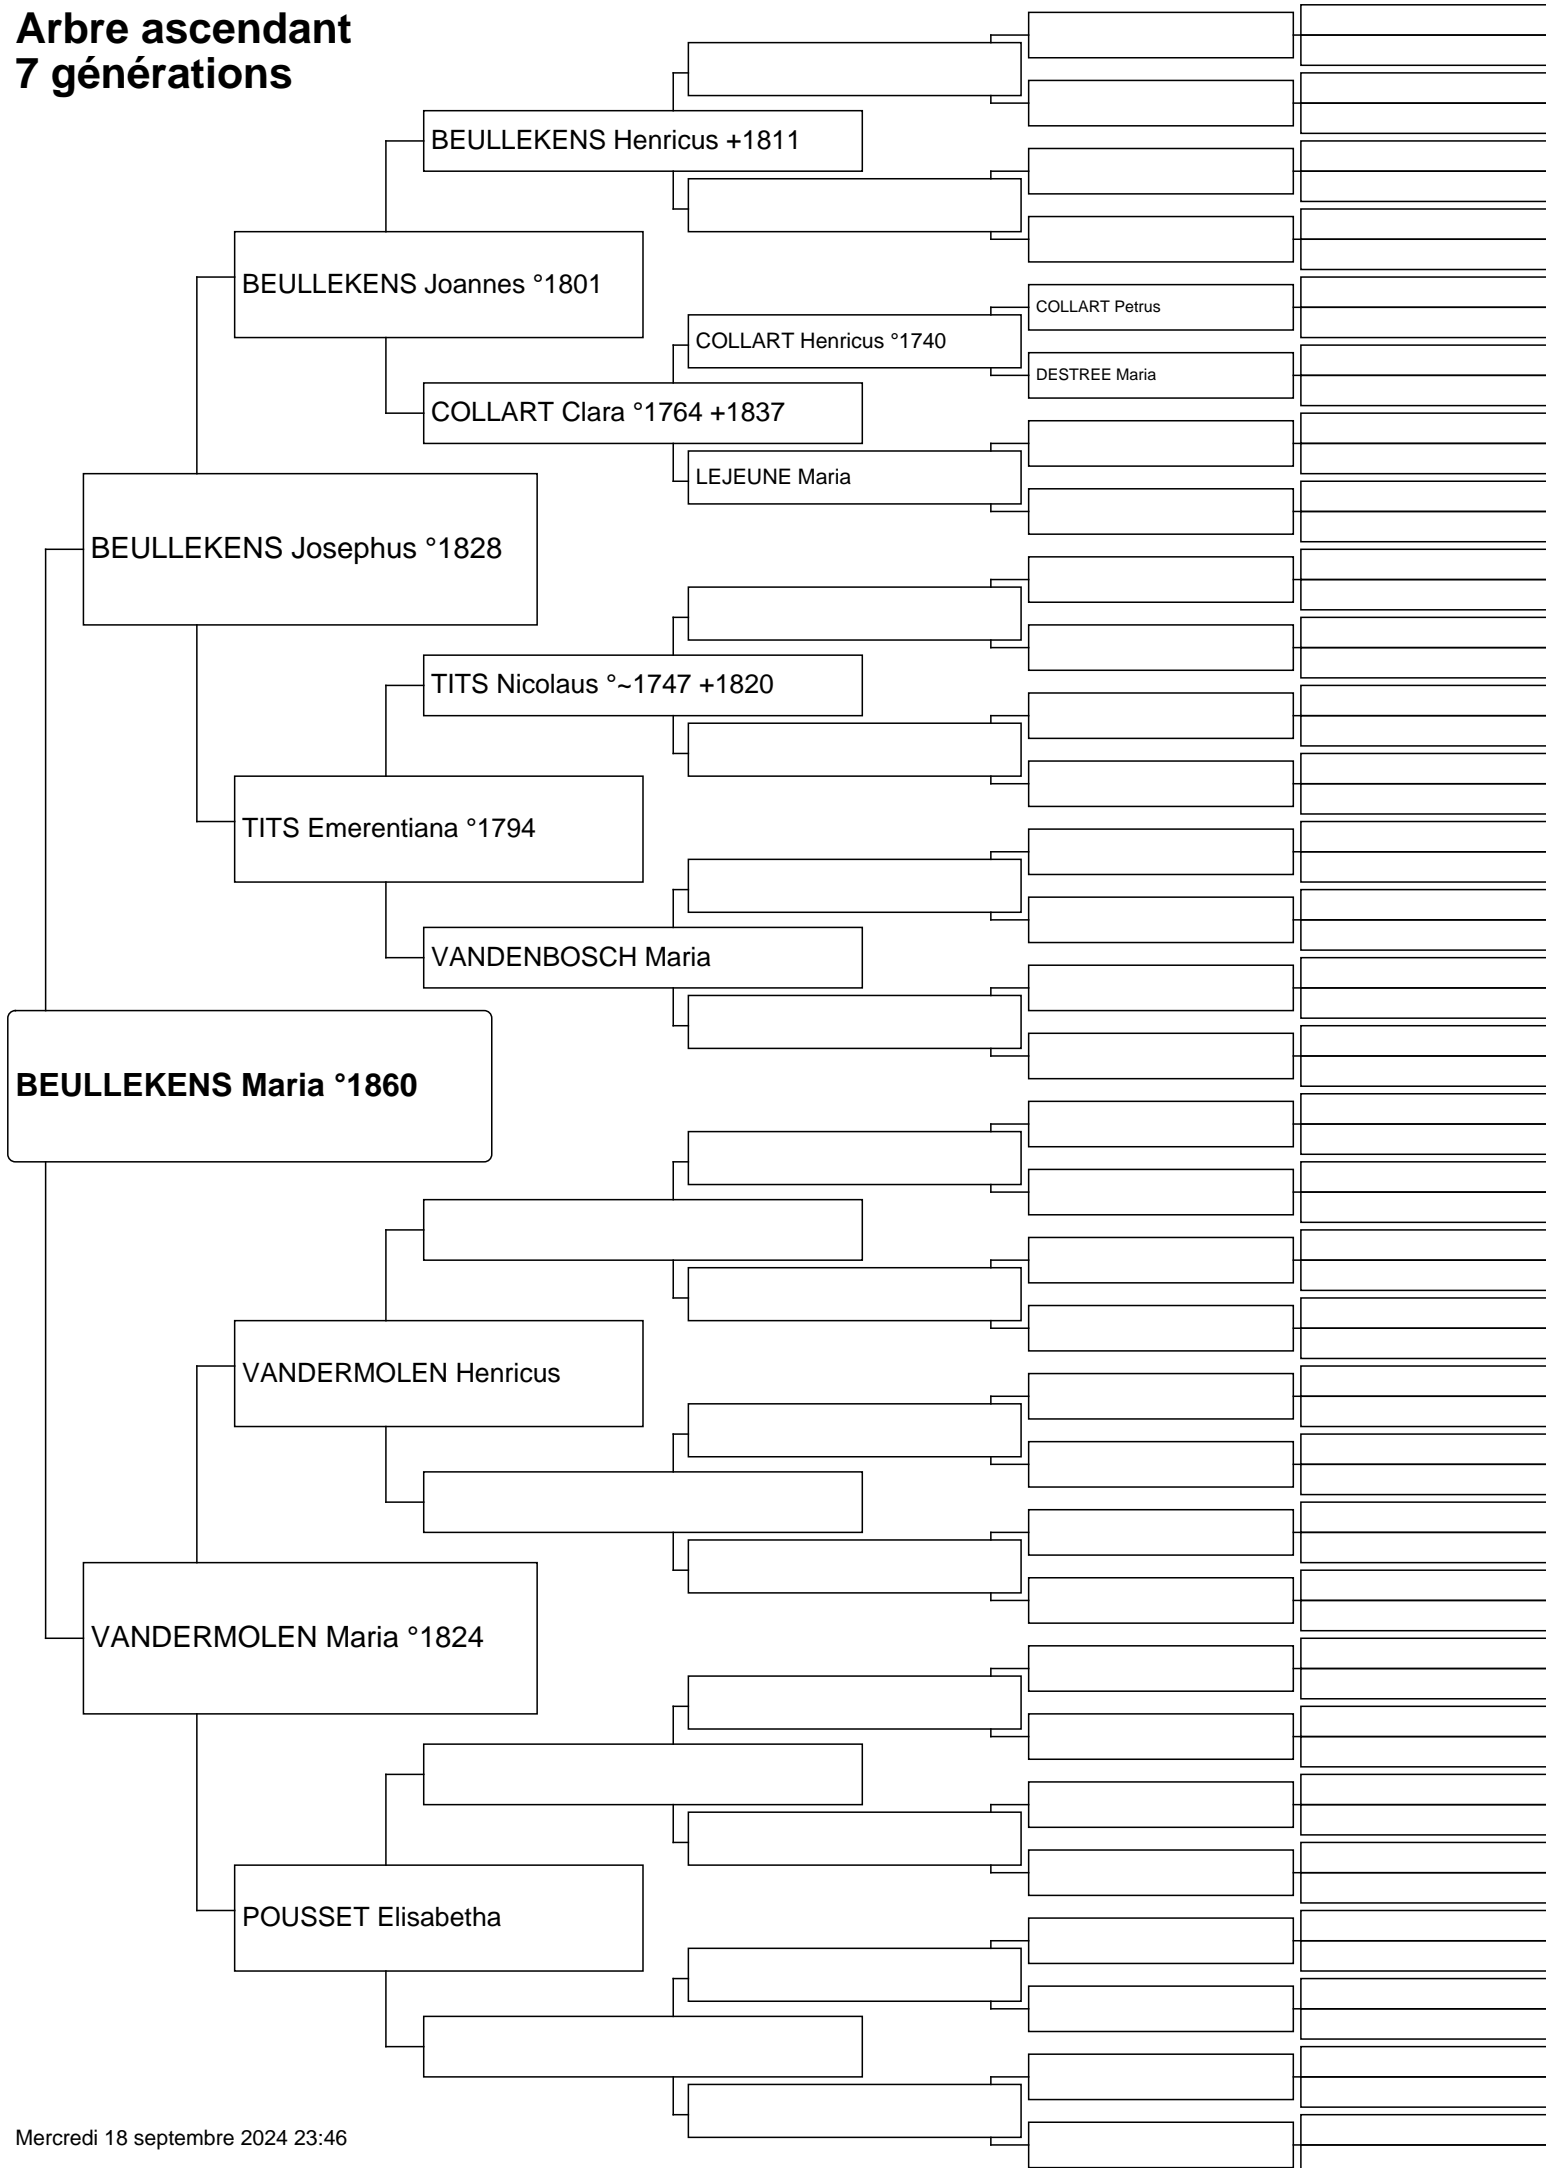 Arbre ascendant
7 générations
BEULLEKENS Henricus +1811
BEULLEKENS Joannes °1801
COLLART Petrus
COLLART Henricus °1740
DESTREE Maria
COLLART Clara °1764 +1837
LEJEUNE Maria
BEULLEKENS Josephus °1828
TITS Nicolaus °~1747 +1820
TITS Emerentiana °1794
VANDENBOSCH Maria
BEULLEKENS Maria °1860
VANDERMOLEN Henricus
VANDERMOLEN Maria °1824
POUSSET Elisabetha
Mercredi 18 septembre 2024 23:46